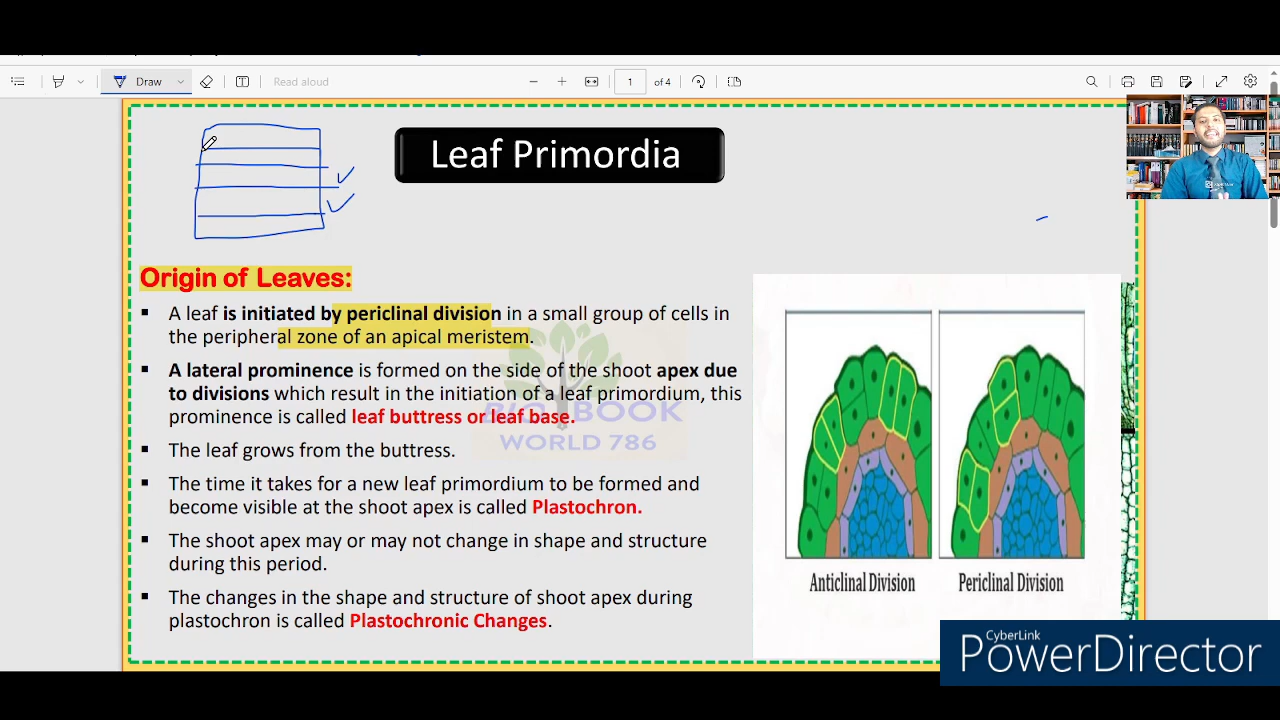 Draw
Read aloud
1
of 4
Leaf Primordia
Origin of Leaves:
A leaf is initiated by periclinal division in a small group of cells in
the peripheral zone of an apical meristem.
A lateral prominence is formed on the side of the shoot apex due
to divisions which result in the initiation of a leaf primordium, this
prominence is called leaf buttress or leaf base.
The leaf grows from the buttress.
The time it takes for a new leaf primordium to be formed and
become visible at the shoot apex is called Plastochron.
The shoot apex may or may not change in shape and structure
during this period.
The changes in the shape and structure of shoot apex during
plastochron is called Plastochronic Changes.
WORLD 786
Anticlinal Division
Periclinal Division
CyberLink
PowerDirector